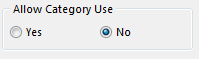 Allow Category Use
Yes No